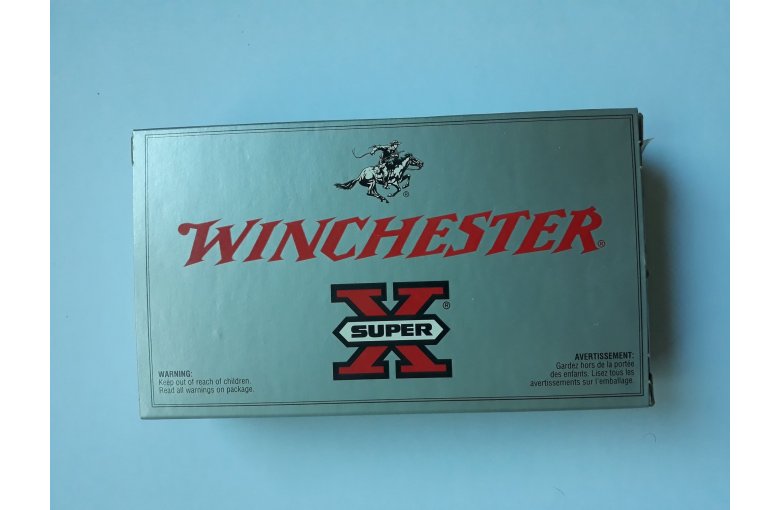 WINCHESTER®
X®
SUPER
WARNING:
Keep out of reach of children.
Read all warnings on package.
AVERTISSEMENT:
Gardez hors de la portée
des enfants. Lisez tous les
avertissements sur l'emballage.